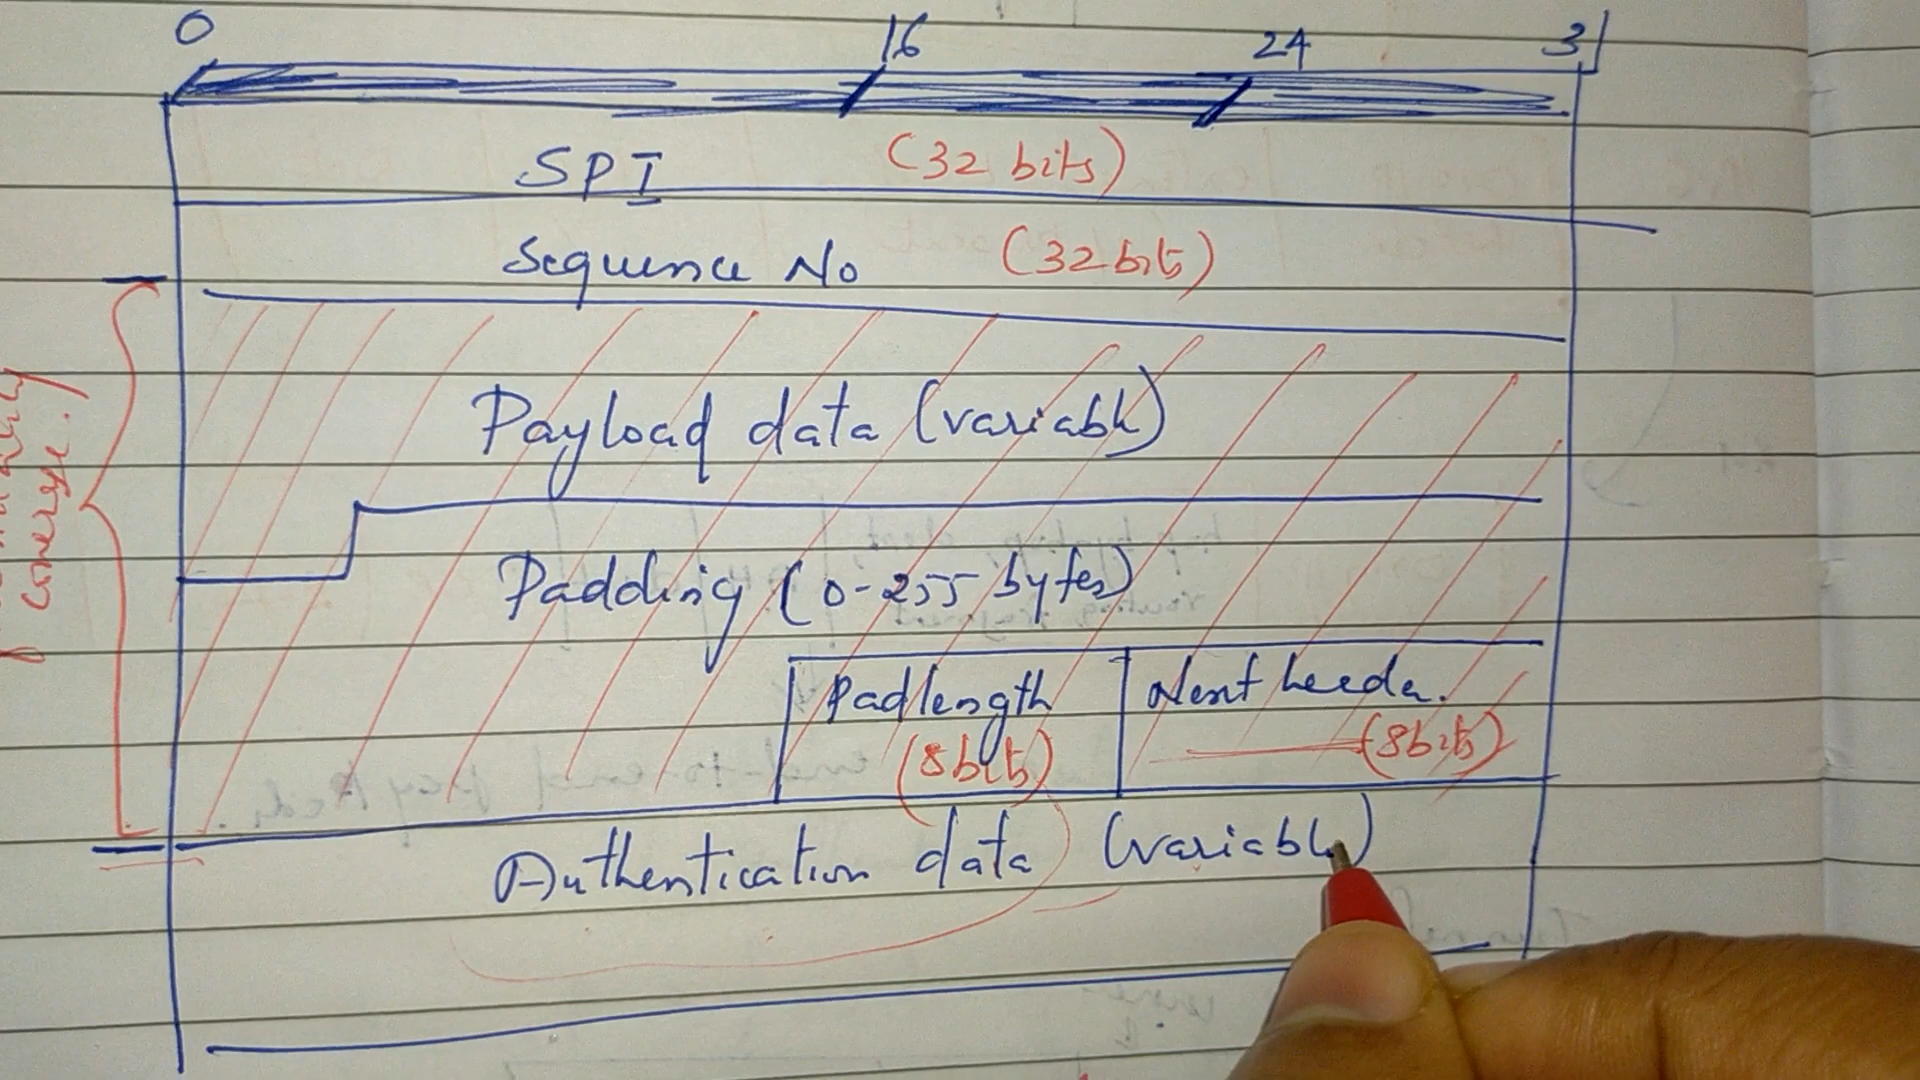 0 16 24 31
SPI (32 bits)
Sequence No (32 bits)
Payload data (variable)
Padding (0-255 bytes)
Padlength Next header.
(8 bits) (8 bits)
Authentication data (variable)
coverage.